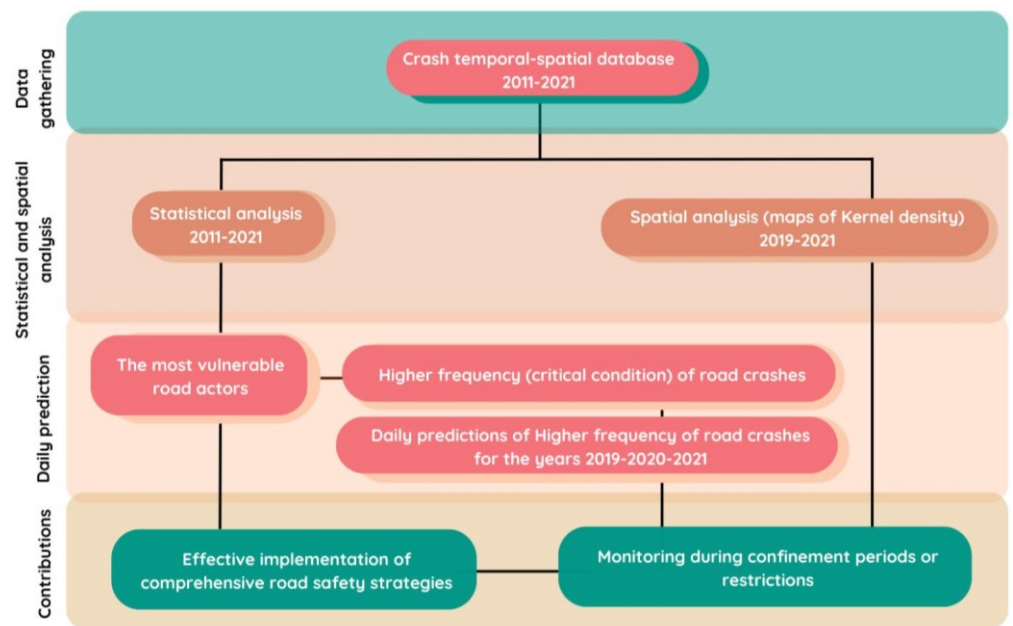 Data
gathering
Crash temporal-spatial database
2011-2021
Statistical and spatial
analysis
Statistical analysis
2011-2021
Spatial analysis (maps of Kernel density)
2019-2021
Daily prediction
The most vulnerable
road actors
Higher frequency (critical condition) of road crashes
Daily predictions of Higher frequency of road crashes
for the years 2019-2020-2021
Contributions
Effective implementation of
comprehensive road safety strategies
Monitoring during confinement periods or
restrictions